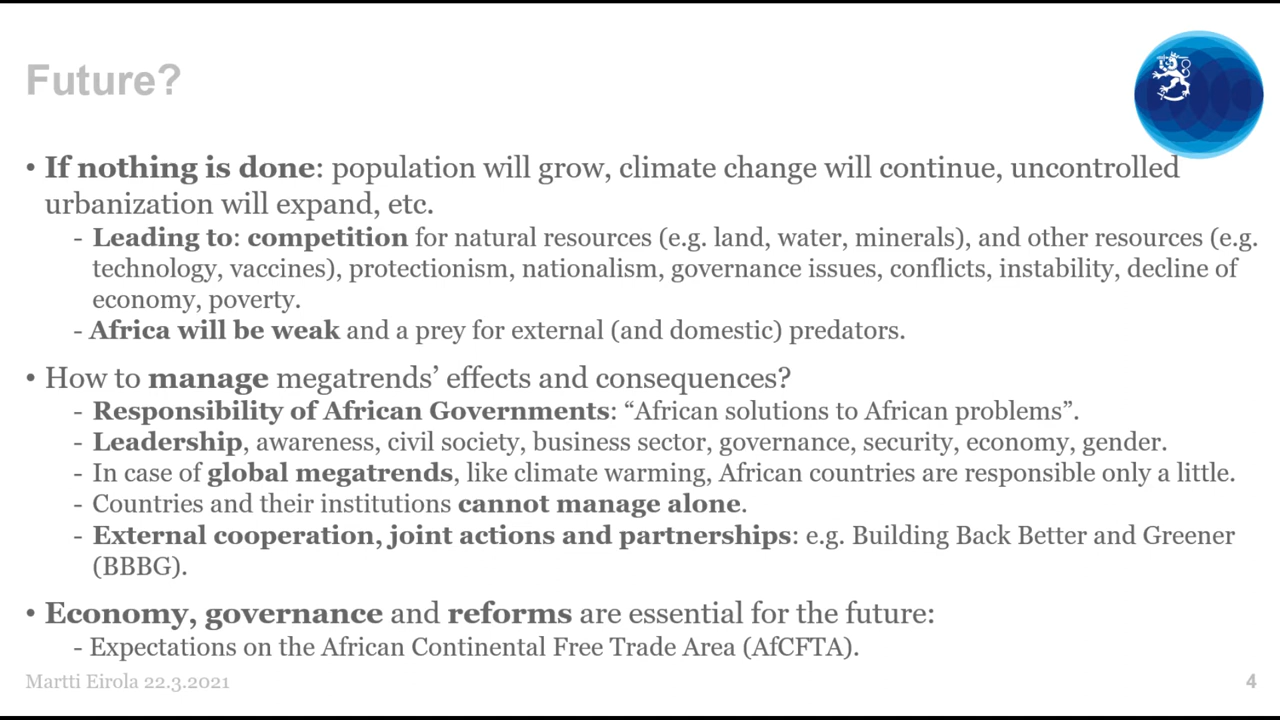 Future?
• If nothing is done: population will grow, climate change will continue, uncontrolled
urbanization will expand, etc.
- Leading to: competition for natural resources (e.g. land, water, minerals), and other resources (e.g.
technology, vaccines), protectionism, nationalism, governance issues, conflicts, instability, decline of
economy, poverty.
- Africa will be weak and a prey for external (and domestic) predators.
• How to manage megatrends’ effects and consequences?
- Responsibility of African Governments: “African solutions to African problems”.
- Leadership, awareness, civil society, business sector, governance, security, economy, gender.
- In case of global megatrends, like climate warming, African countries are responsible only a little.
- Countries and their institutions cannot manage alone.
- External cooperation, joint actions and partnerships: e.g. Building Back Better and Greener
(BBBG).
• Economy, governance and reforms are essential for the future:
- Expectations on the African Continental Free Trade Area (AfCFTA).
Martti Eirola 22.3.2021
4